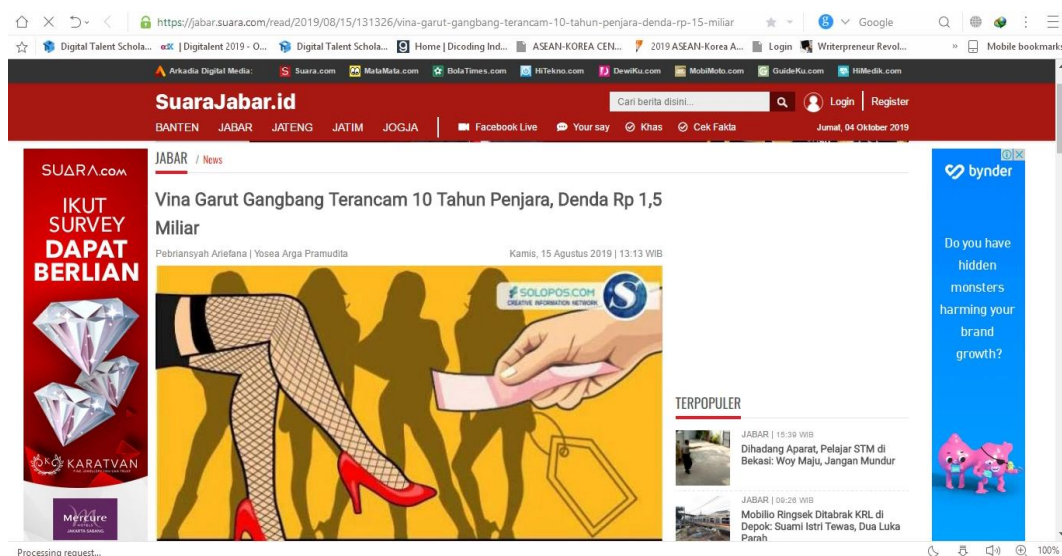 https://jabar.suara.com/read/2019/08/15/131326/vina-garut-gangbang-terancam-10-tahun-penjara-denda-rp-15-miliar
Google
Digital Talent Schola...
| Digitalent 2019 - O...
Digital Talent Schola...
Home | Dicoding Ind...
ASEAN-KOREA CEN...
2019 ASEAN-Korea A...
Login
Writerpreneur Revol...
»
Mobile bookmarks
Arkadia Digital Media:
Suara.com
MataMata.com
BolaTimes.com
HiTekno.com
DewiKu.com
MobiMoto.com
GuideKu.com
HiMedik.com
SuaraJabar.id
Cari berita disini...
Login | Register
BANTEN JABAR JATENG JATIM JOGJA
Facebook Live
Your say
Khas
Cek Fakta
Jumat, 04 Oktober 2019
JABAR / News
Vina Garut Gangbang Terancam 10 Tahun Penjara, Denda Rp 1,5
Miliar
Pebriansyah Ariefana | Yosea Arga Pramudita
Kamis, 15 Agustus 2019 | 13:13 WIB
SOLOPOS.COM
CREATIVE INFORMATION NETWORK
S
SUARA.COM
IKUT
SURVEY
DAPAT
BERLIAN
KARATVAN
Mercure
HOTELS
JAKARTA SABANG
bynder
Do you have
hidden
monsters
harming your
brand
growth?
TERPOPULER
JABAR | 15:39 WIB
Dihadang Aparat, Pelajar STM di
Bekasi: Woy Maju, Jangan Mundur
JABAR | 09:26 WIB
Mobilio Ringsek Ditabrak KRL di
Depok: Suami Istri Tewas, Dua Luka
Parah
Processing request...
100%